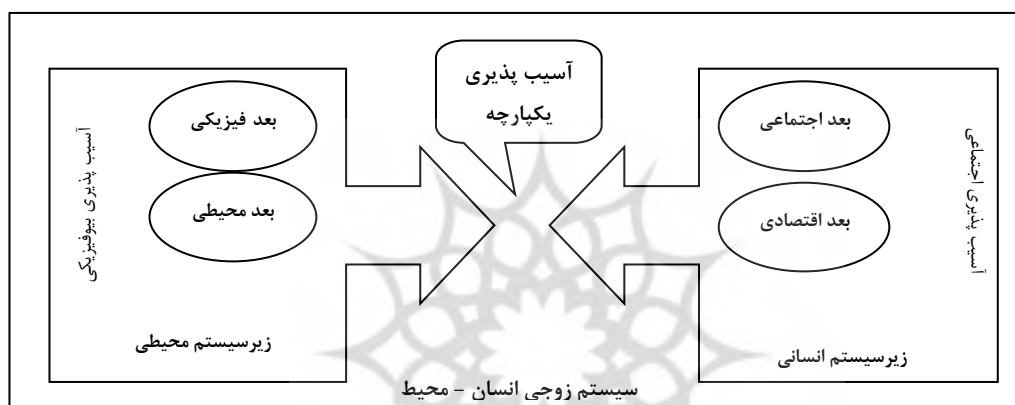 آسیب پذیری
یکپارچه
آسیب پذیری اجتماعی
بعد اجتماعی
بعد اقتصادی
زیرسیستم انسانی
بعد فیزیکی
بعد محیطی
آسیب پذیری بیوفیزیکی
زیرسیستم محیطی
سیستم زوجی انسان – محیط